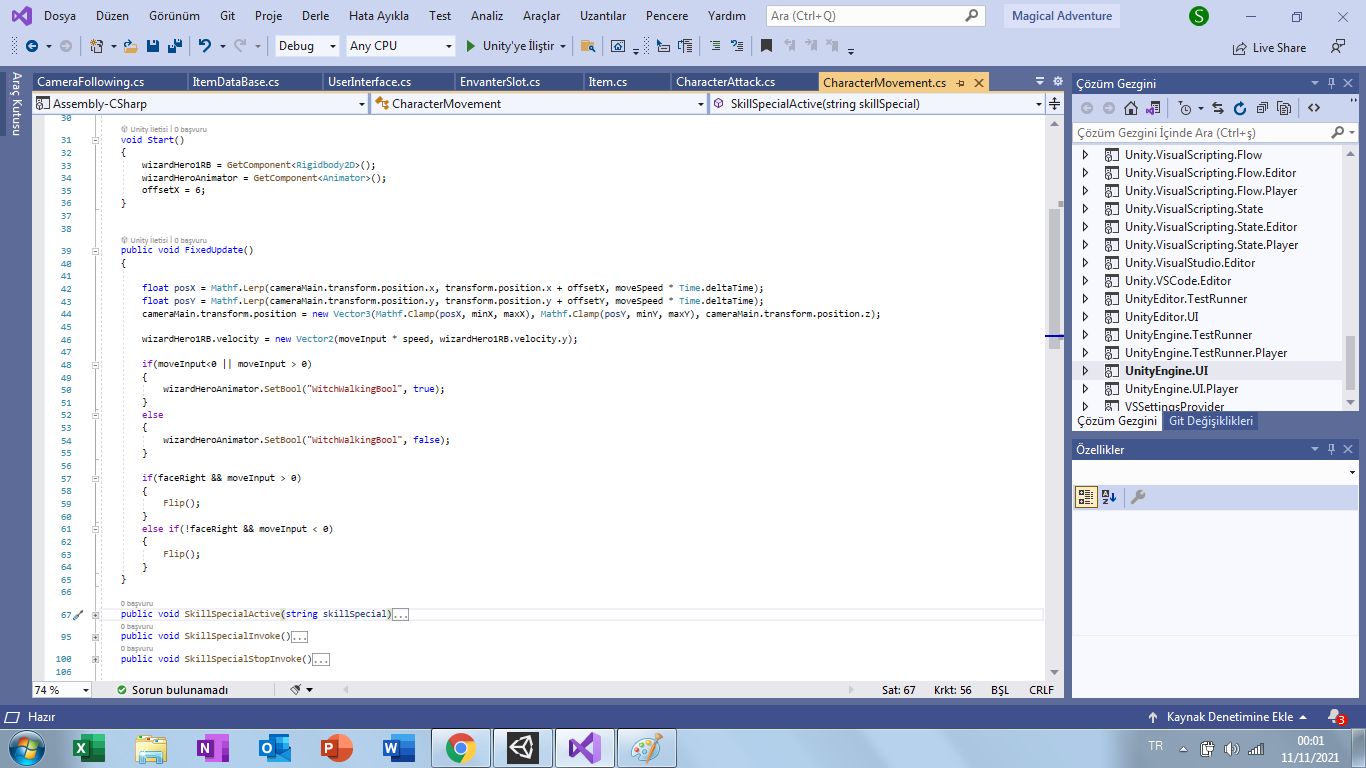 Dosya Düzen Görünüm Git Proje Derle Hata Ayıkla Test Analiz Araçlar Uzantılar Pencere Yardım Ara (Ctrl+Q) Magical Adventure S
Debug Any CPU Unity'ye İliştir Live Share
Araç Kutusu
CameraFollowing.cs ItemDataBase.cs UserInterface.cs EnvanterSlot.cs Item.cs CharacterAttack.cs CharacterMovement.cs
Assembly-CSharp CharacterMovement SkillSpecialActive(string skillSpecial)
30
Unity İletisi | 0 başvuru
31 void Start()
32 {
33 wizardHero1RB = GetComponent<Rigidbody2D>();
34 wizardHeroAnimator = GetComponent<Animator>();
35 offsetX = 6;
36 }
37
38
Unity İletisi | 0 başvuru
39 public void FixedUpdate()
40 {
41
42 float posX = Mathf.Lerp(cameraMain.transform.position.x, transform.position.x + offsetX, moveSpeed * Time.deltaTime);
43 float posY = Mathf.Lerp(cameraMain.transform.position.y, transform.position.y + offsetY, moveSpeed * Time.deltaTime);
44 cameraMain.transform.position = new Vector3(Mathf.Clamp(posX, minX, maxX), Mathf.Clamp(posY, minY, maxY), cameraMain.transform.position.z);
45
46 wizardHero1RB.velocity = new Vector2(moveInput * speed, wizardHero1RB.velocity.y);
47
48 if(moveInput<0 || moveInput > 0)
49 {
50 wizardHeroAnimator.SetBool("WitchWalkingBool", true);
51 }
52 else
53 {
54 wizardHeroAnimator.SetBool("WitchWalkingBool", false);
55 }
56
57 if(faceRight && moveInput > 0)
58 {
59 Flip();
60 }
61 else if(!faceRight && moveInput < 0)
62 {
63 Flip();
64 }
65 }
66
0 başvuru
67 public void SkillSpecialActive(string skillSpecial)...
0 başvuru
95 public void SkillSpecialInvoke()...
0 başvuru
100 public void SkillSpecialStopInvoke()...
106
74 % Sorun bulunamadı Sat: 67 Krkt: 56 BŞL CRLF
Çözüm Gezgini
Çözüm Gezgini İçinde Ara (Ctrl+ş)
Unity.VisualScripting.Flow
Unity.VisualScripting.Flow.Editor
Unity.VisualScripting.Flow.Player
Unity.VisualScripting.State
Unity.VisualScripting.State.Editor
Unity.VisualScripting.State.Player
Unity.VisualStudio.Editor
Unity.VSCode.Editor
UnityEditor.TestRunner
UnityEditor.UI
UnityEngine.TestRunner
UnityEngine.TestRunner.Player
UnityEngine.UI
UnityEngine.UI.Player
VSSettingsProvider
Çözüm Gezgini Git Değişiklikleri
Özellikler
Hazır Kaynak Denetimine Ekle 3
TR 00:01
11/11/2021